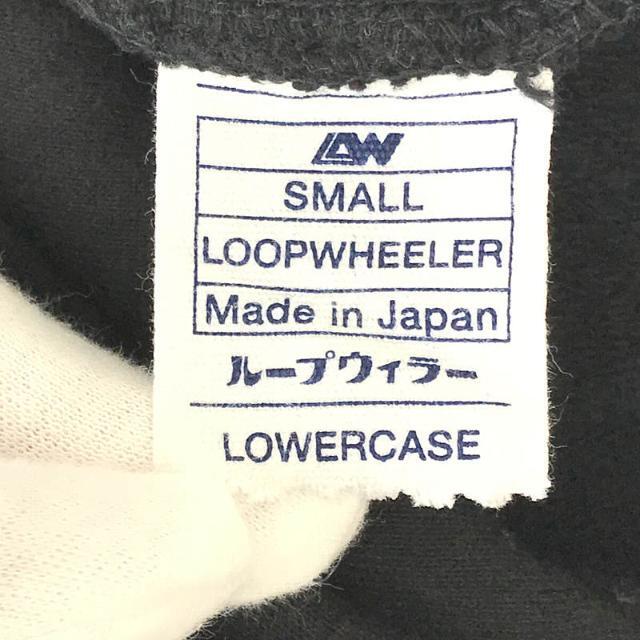 LW
SMALL
LOOPWHEELER
Made in Japan
ループウィラー
LOWERCASE